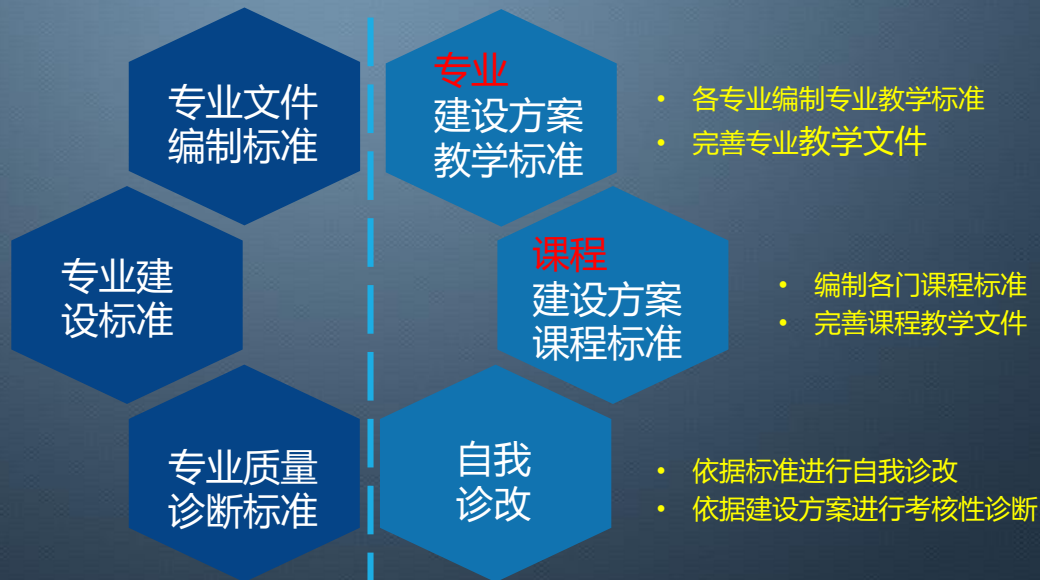 专业文件
编制标准
专业
建设方案
教学标准
• 各专业编制专业教学标准
• 完善专业教学文件
专业建
设标准
课程
建设方案
课程标准
• 编制各门课程标准
• 完善课程教学文件
专业质量
诊断标准
自我
诊改
• 依据标准进行自我诊改
• 依据建设方案进行考核性诊断